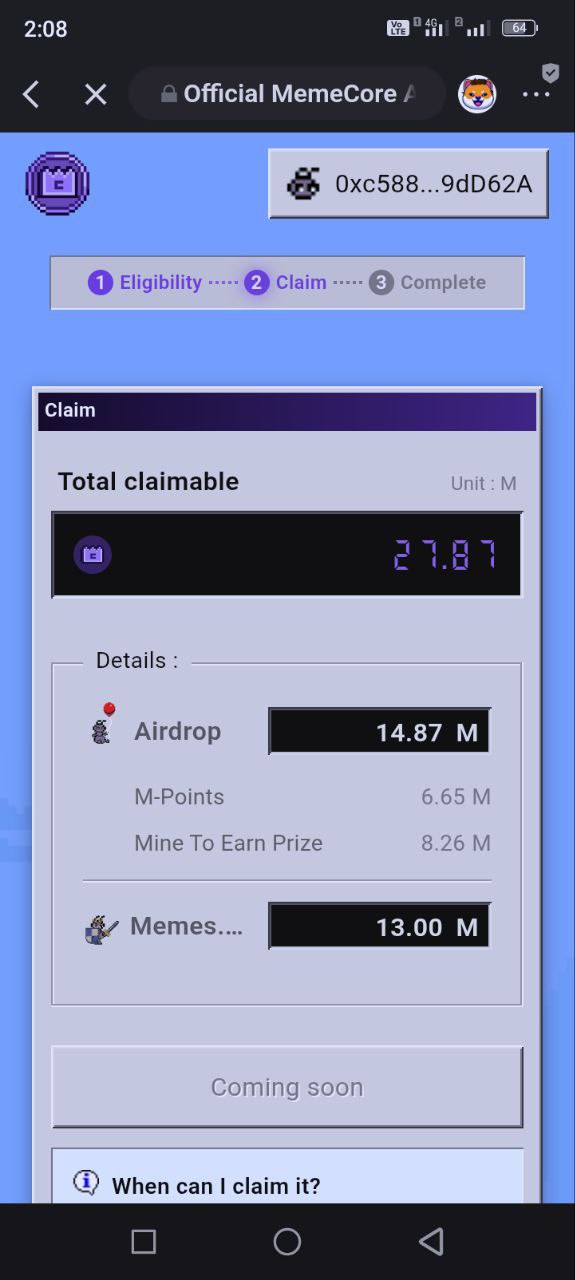 2:08
Vo LTE 1 4G 2 64
Official MemeCore A
0xc588...9dD62A
1 Eligibility ····· 2 Claim ····· 3 Complete
Claim
Total claimable Unit : M
27.87
Details :
Airdrop 14.87 M
M-Points 6.65 M
Mine To Earn Prize 8.26 M
Memes.... 13.00 M
Coming soon
When can I claim it?